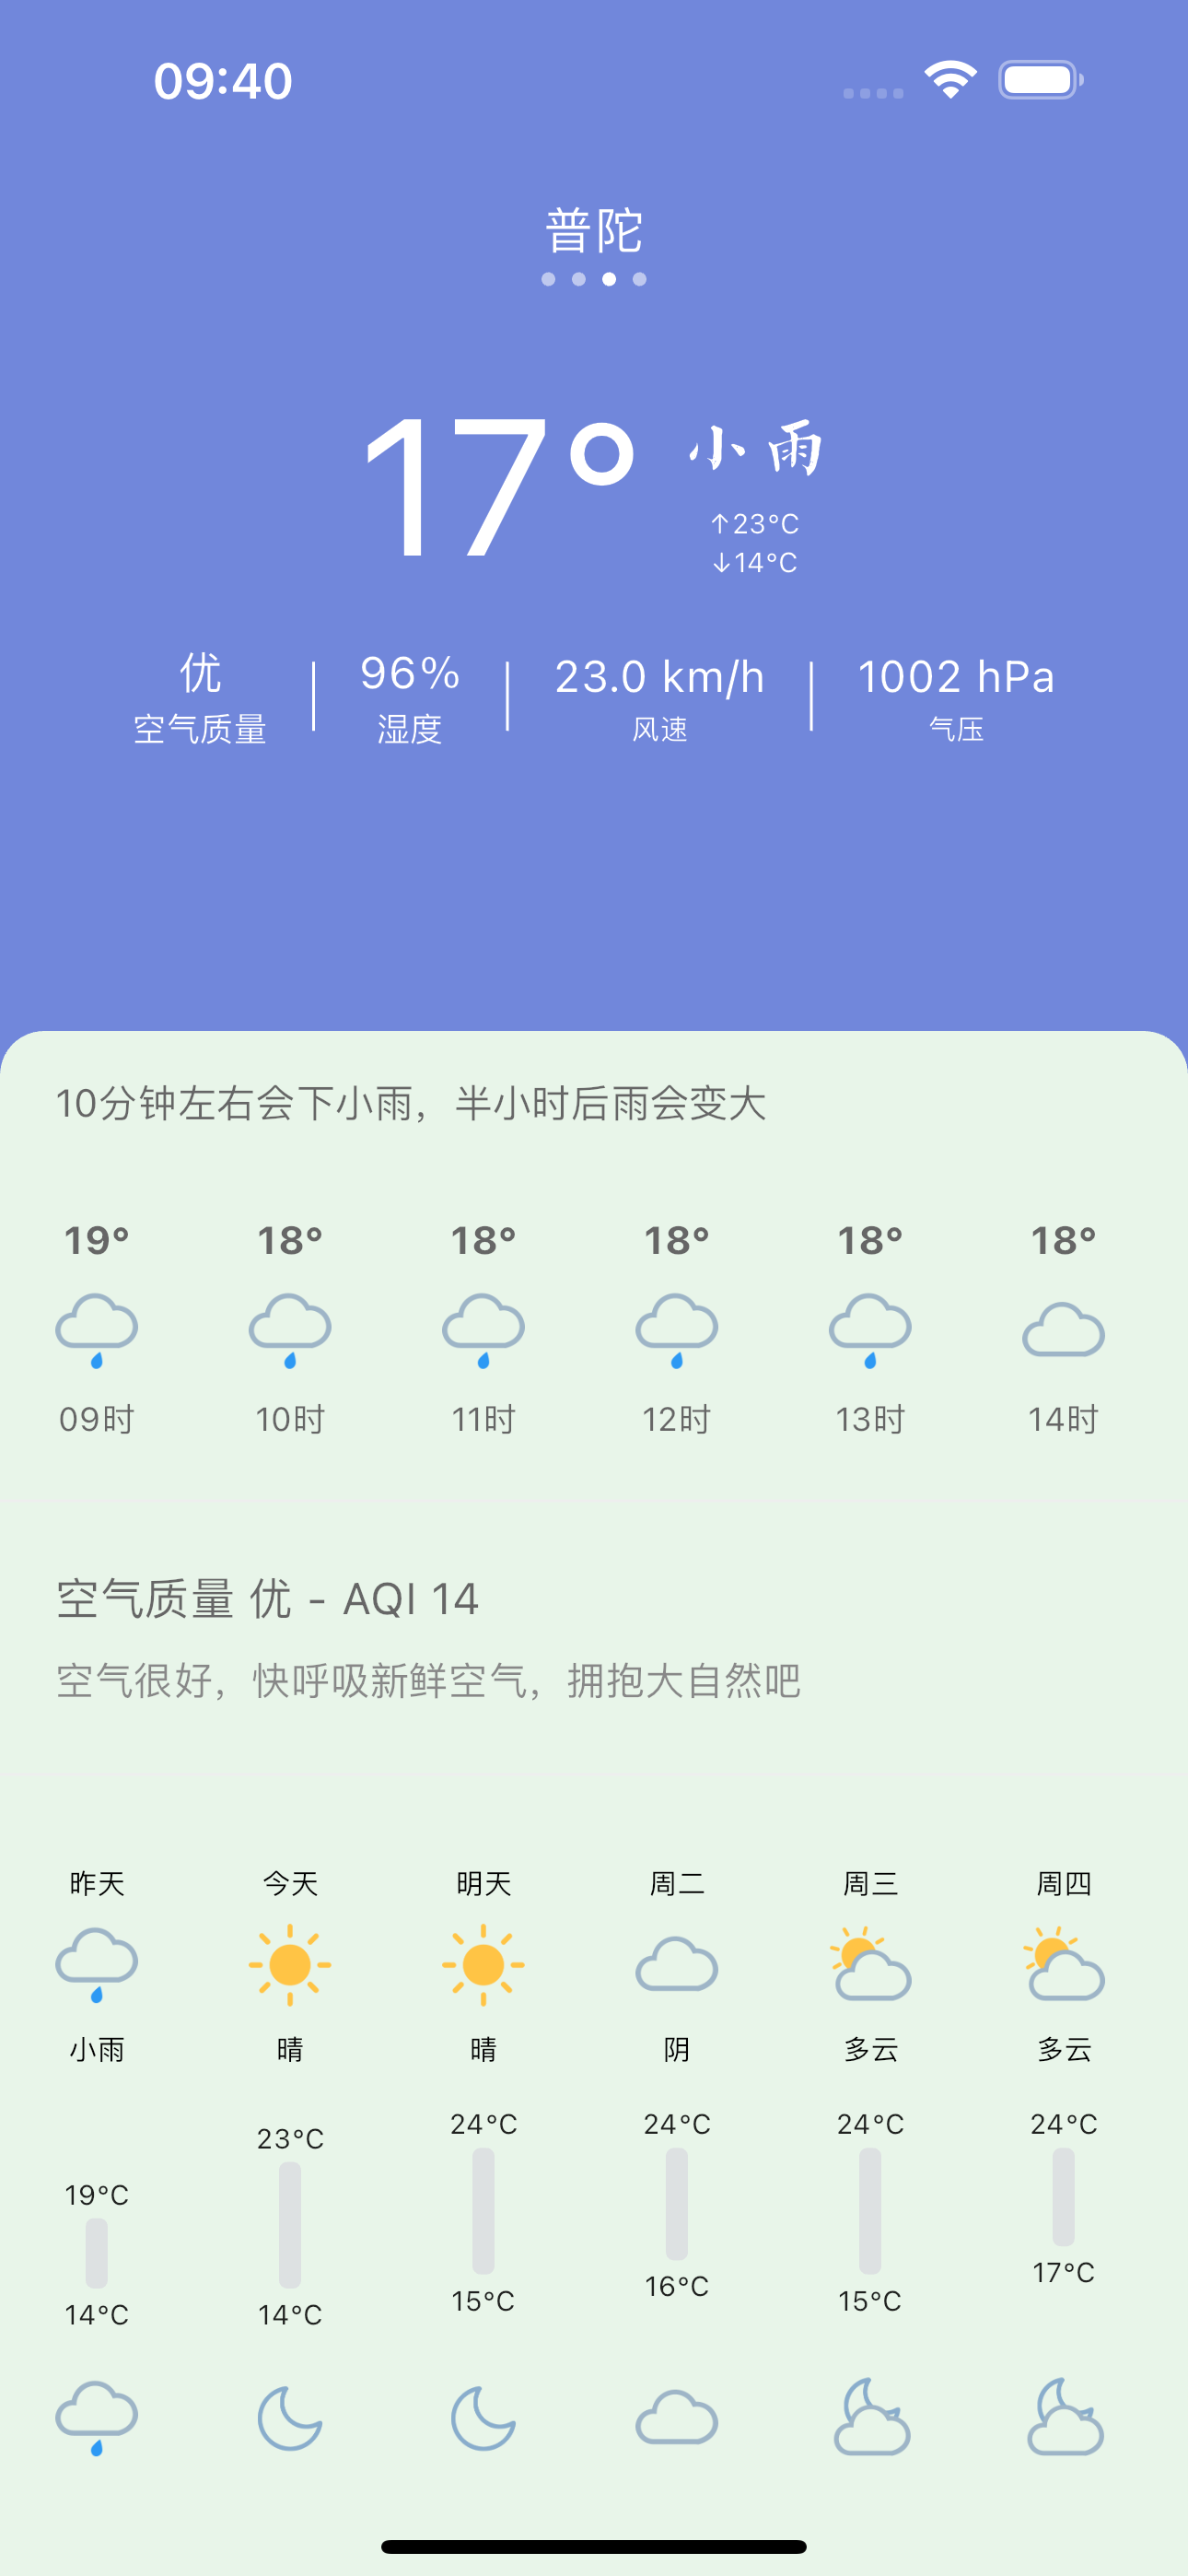 09:40
普陀
17° 小雨
↑23°C
↓14°C
优 96% 23.0 km/h 1002 hPa
空气质量 湿度 风速 气压
10分钟左右会下小雨，半小时后雨会变大
19° 18° 18° 18° 18° 18°
09时 10时 11时 12时 13时 14时
空气质量 优 - AQI 14
空气很好，快呼吸新鲜空气，拥抱大自然吧
昨天 今天 明天 周二 周三 周四
小雨 晴 晴 阴 多云 多云
19°C 23°C 24°C 24°C 24°C 24°C
14°C 14°C 15°C 16°C 15°C 17°C